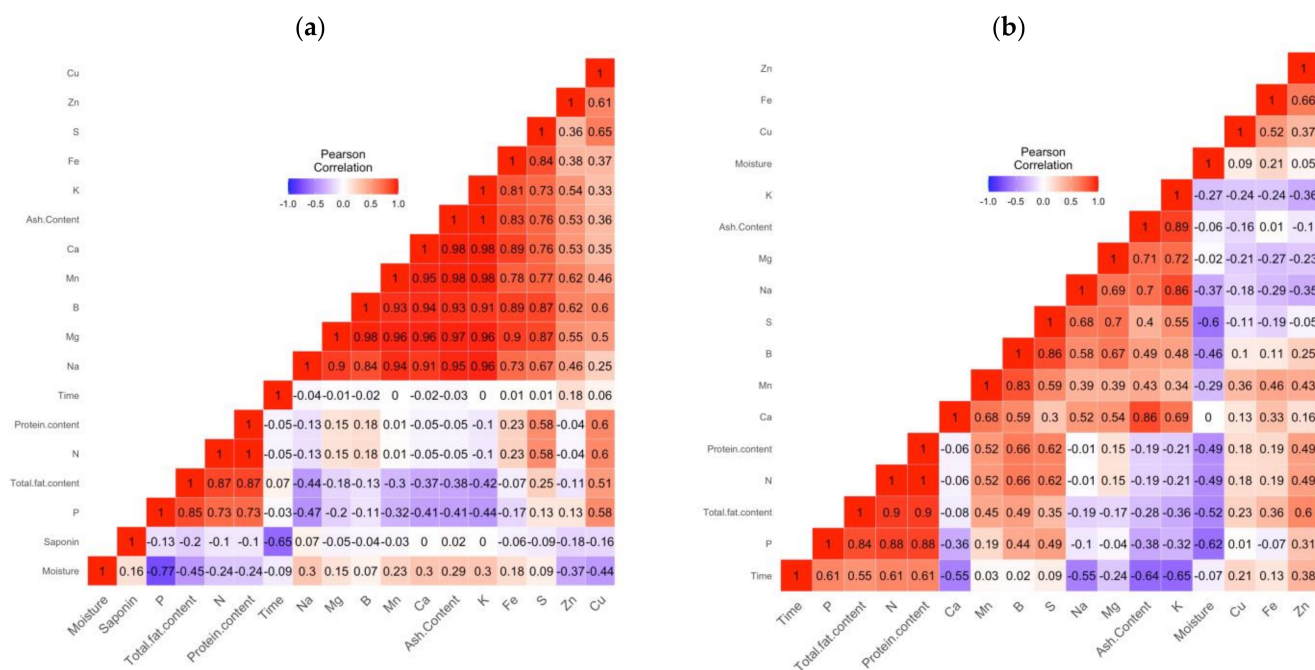 (a)
Cu 1
Zn 1 0.61
S 1 0.36 0.65
Fe 1 0.84 0.38 0.37
K 1 0.81 0.73 0.54 0.33
Ash.Content 1 1 0.83 0.76 0.53 0.36
Ca 1 0.98 0.98 0.89 0.76 0.53 0.35
Mn 1 0.95 0.98 0.98 0.78 0.77 0.62 0.46
B 1 0.93 0.94 0.93 0.91 0.89 0.87 0.62 0.6
Mg 1 0.98 0.96 0.96 0.97 0.96 0.9 0.87 0.55 0.5
Na 1 0.9 0.84 0.94 0.91 0.95 0.96 0.73 0.67 0.46 0.25
Time 1 -0.04 -0.01 -0.02 0 -0.02 -0.03 0 0.01 0.01 0.18 0.06
Protein.content 1 -0.05 -0.13 0.15 0.18 0.01 -0.05 -0.05 -0.1 0.23 0.58 -0.04 0.6
N 1 1 -0.05 -0.13 0.15 0.18 0.01 -0.05 -0.05 -0.1 0.23 0.58 -0.04 0.6
Total.fat.content 1 0.87 0.87 0.07 -0.44 -0.18 -0.13 -0.3 -0.37 -0.38 -0.42 -0.07 0.25 -0.11 0.51
P 1 0.85 0.73 0.73 -0.03 -0.47 -0.2 -0.11 -0.32 -0.41 -0.41 -0.44 -0.17 0.13 0.13 0.58
Saponin 1 -0.13 -0.2 -0.1 -0.1 -0.65 0.07 -0.05 -0.04 -0.03 0 0.02 0 -0.06 -0.09 -0.18 -0.16
Moisture 1 0.16 -0.77 -0.45 -0.24 -0.24 -0.09 0.3 0.15 0.07 0.23 0.3 0.29 0.3 0.18 0.09 -0.37 -0.44
Moisture Saponin P Total.fat.content N Protein.content Time Na Mg B Mn Ca Ash.Content K Fe S Zn Cu
Pearson
Correlation
-1.0 -0.5 0.0 0.5 1.0
(b)
Zn 1
Fe 1 0.66
Cu 1 0.52 0.37
Moisture 1 0.09 0.21 0.05
K 1 -0.27 -0.24 -0.24 -0.36
Ash.Content 1 0.89 -0.06 -0.16 0.01 -0.1
Mg 1 0.71 0.72 -0.02 -0.21 -0.27 -0.23
Na 1 0.69 0.7 0.86 -0.37 -0.18 -0.29 -0.35
S 1 0.68 0.7 0.4 0.55 -0.6 -0.11 -0.19 -0.05
B 1 0.86 0.58 0.67 0.49 0.48 -0.46 0.1 0.11 0.25
Mn 1 0.83 0.59 0.39 0.39 0.43 0.34 -0.29 0.36 0.46 0.43
Ca 1 0.68 0.59 0.3 0.52 0.54 0.86 0.69 0 0.13 0.33 0.16
Protein.content 1 -0.06 0.52 0.66 0.62 -0.01 0.15 -0.19 -0.21 -0.49 0.18 0.19 0.49
N 1 1 -0.06 0.52 0.66 0.62 -0.01 0.15 -0.19 -0.21 -0.49 0.18 0.19 0.49
Total.fat.content 1 0.9 0.9 -0.08 0.45 0.49 0.35 -0.19 -0.17 -0.28 -0.36 -0.52 0.23 0.36 0.6
P 1 0.84 0.88 0.88 -0.36 0.19 0.44 0.49 -0.1 -0.04 -0.38 -0.32 -0.62 0.01 -0.07 0.31
Time 1 0.61 0.55 0.61 0.61 -0.55 0.03 0.02 0.09 -0.55 -0.24 -0.64 -0.65 -0.07 0.21 0.13 0.38
Time P Total.fat.content N Protein.content Ca Mn B S Na Mg Ash.Content K Moisture Cu Fe Zn
Pearson
Correlation
-1.0 -0.5 0.0 0.5 1.0